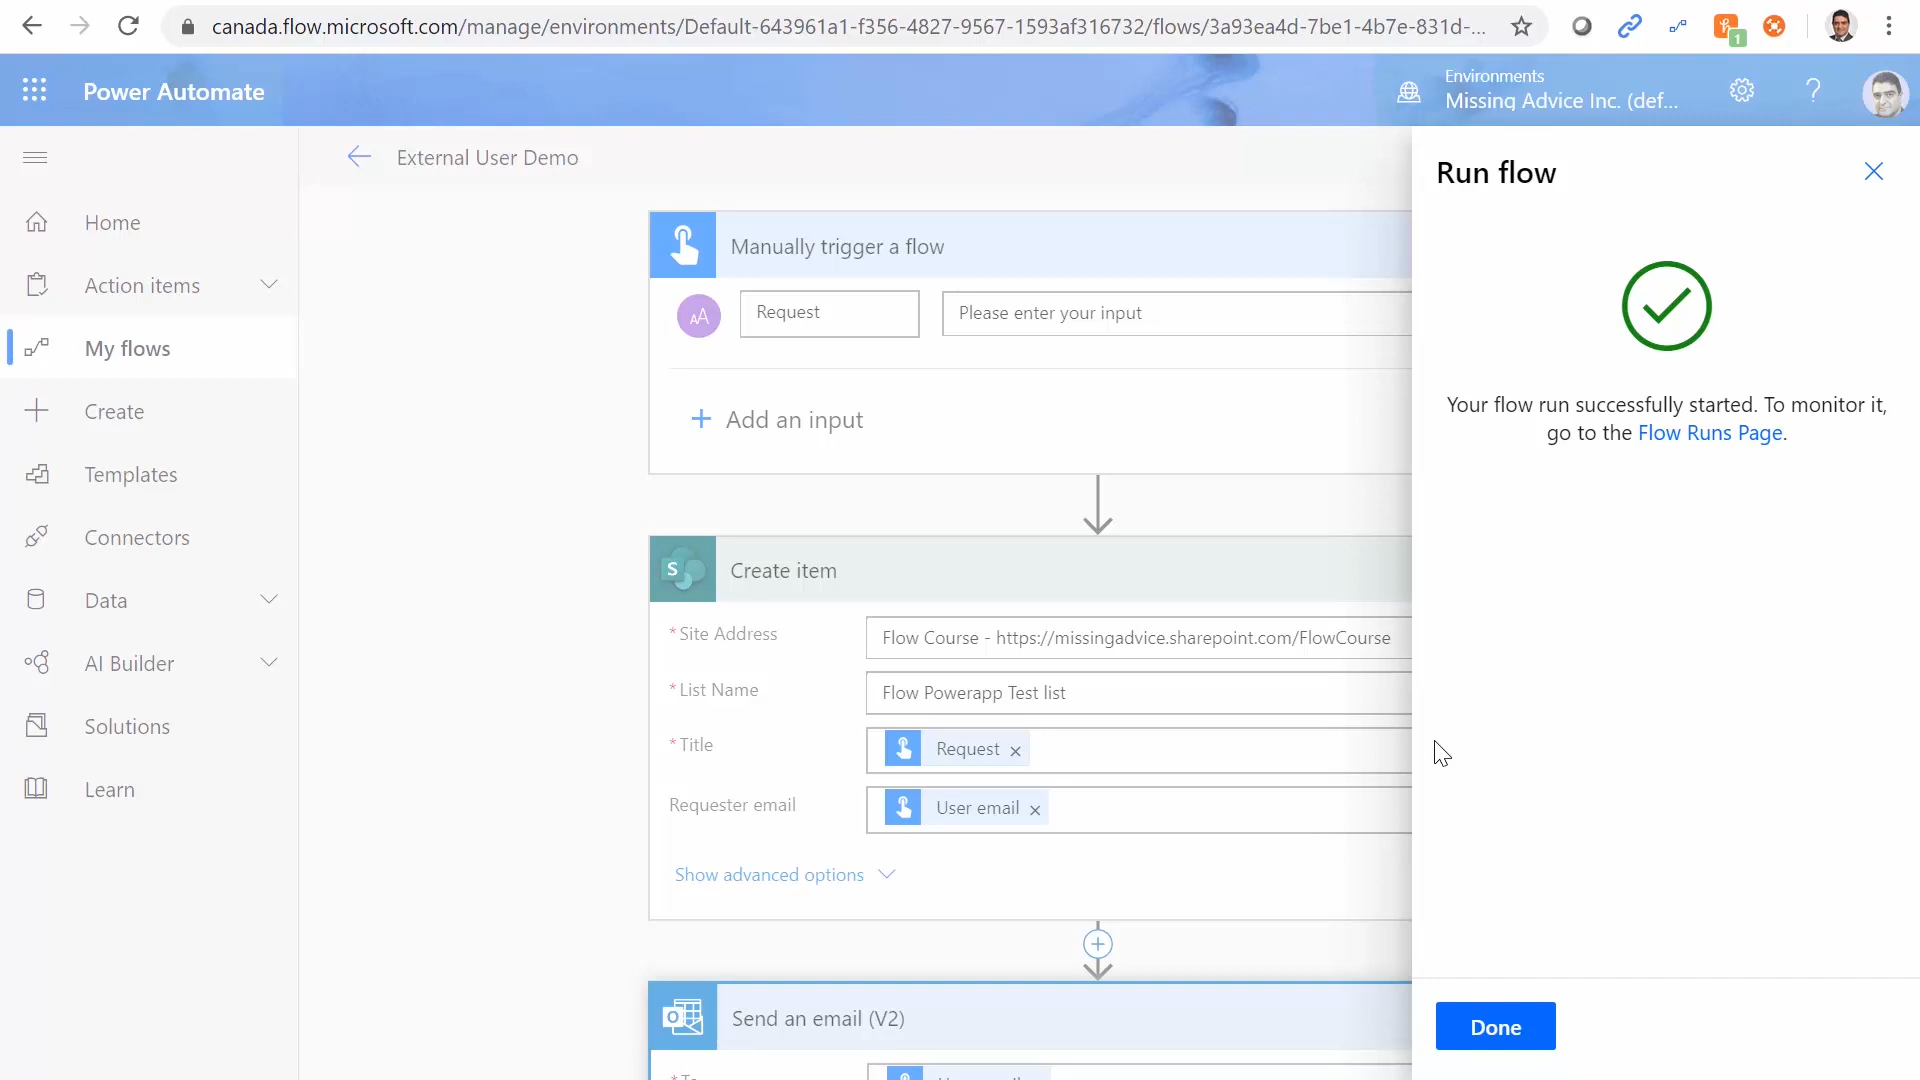 canada.flow.microsoft.com/manage/environments/Default-643961a1-f356-4827-9567-1593af316732/flows/3a93ea4d-7be1-4b7e-831d-...
1
Power Automate
Environments
Missing Advice Inc. (def...
?
External User Demo
Home
Action items
My flows
Create
Templates
Connectors
Data
AI Builder
Solutions
Learn
Manually trigger a flow
AA
Request
Please enter your input
Add an input
S
Create item
* Site Address
Flow Course - https://missingadvice.sharepoint.com/FlowCourse
* List Name
Flow Powerapp Test list
* Title
Request
Requester email
User email
Show advanced options
Send an email (V2)
Run flow
Your flow run successfully started. To monitor it,
go to the Flow Runs Page.
Done